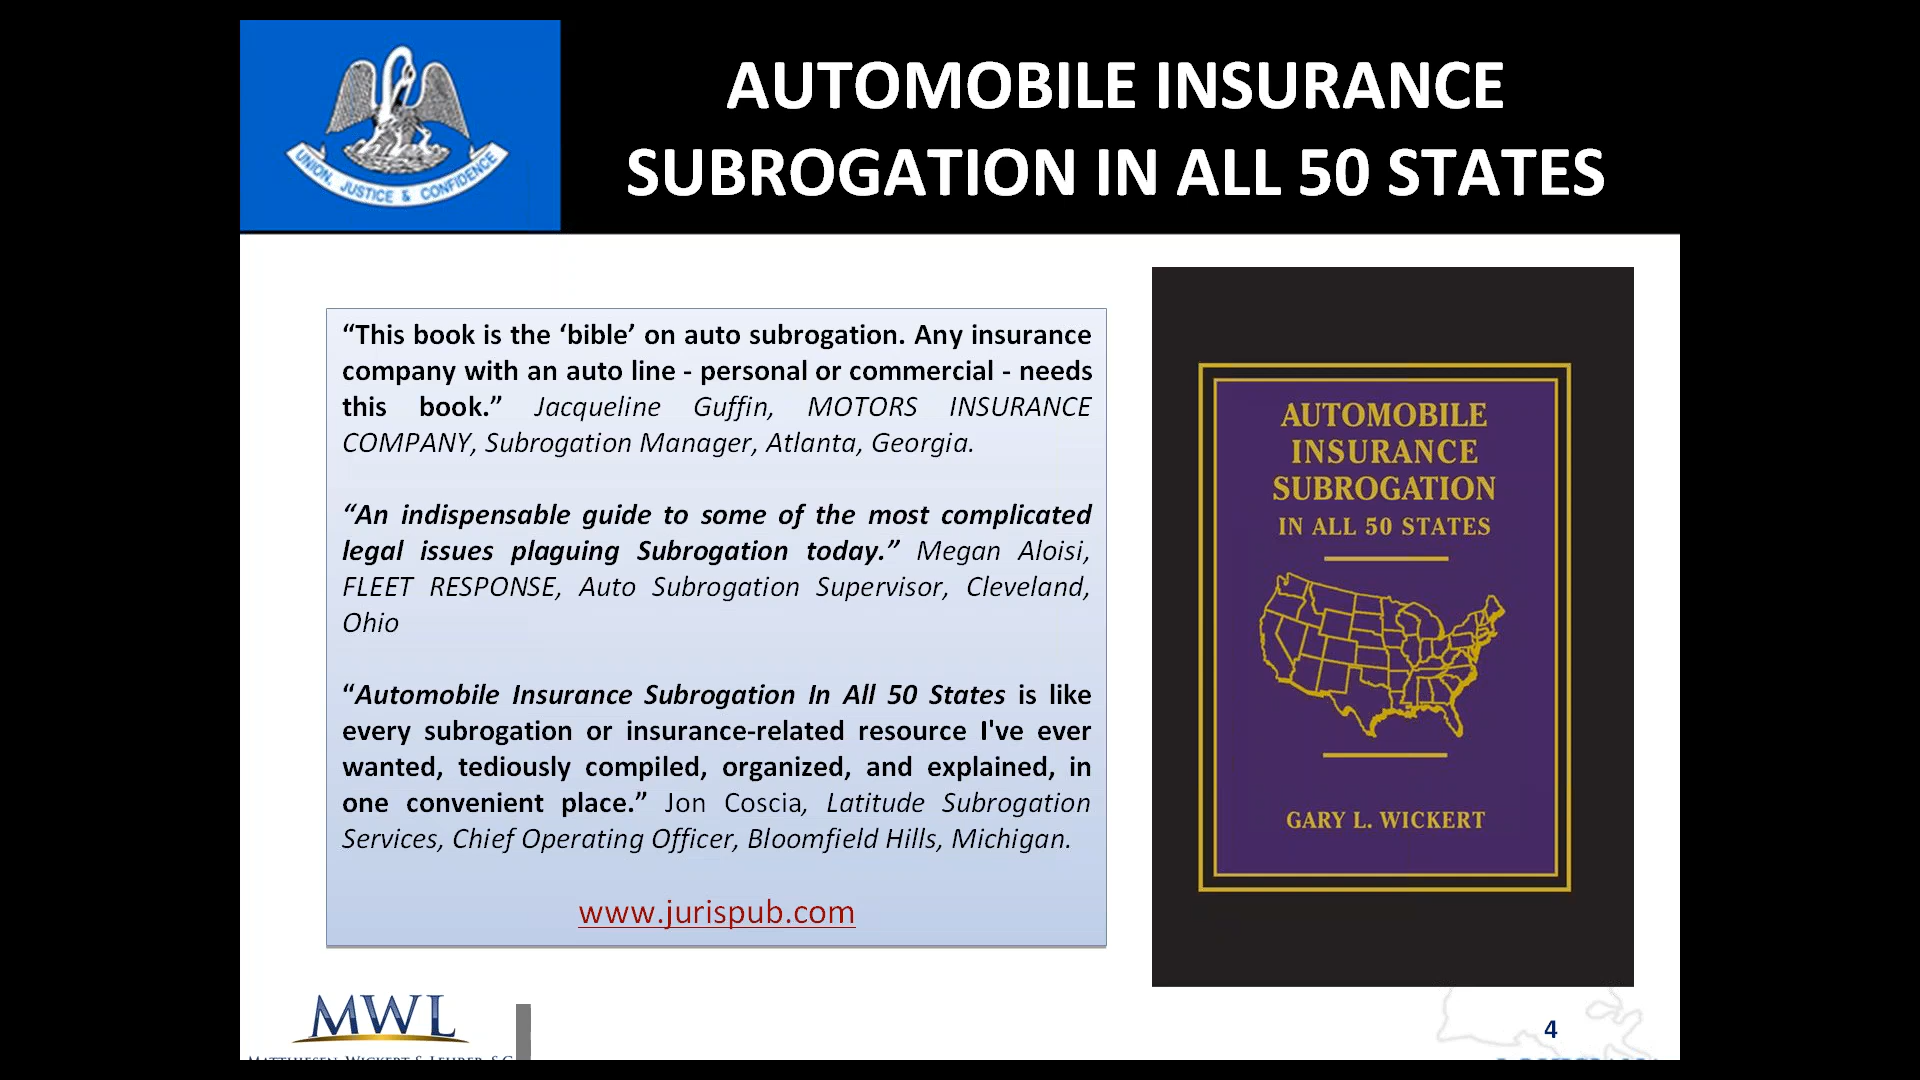 UNION, JUSTICE & CONFIDENCE
AUTOMOBILE INSURANCE
SUBROGATION IN ALL 50 STATES
“This book is the ‘bible’ on auto subrogation. Any insurance
company with an auto line - personal or commercial - needs
this book.” Jacqueline Guffin, MOTORS INSURANCE
COMPANY, Subrogation Manager, Atlanta, Georgia.
“An indispensable guide to some of the most complicated
legal issues plaguing Subrogation today.” Megan Aloisi,
FLEET RESPONSE, Auto Subrogation Supervisor, Cleveland,
Ohio
“Automobile Insurance Subrogation In All 50 States is like
every subrogation or insurance-related resource I've ever
wanted, tediously compiled, organized, and explained, in
one convenient place.” Jon Coscia, Latitude Subrogation
Services, Chief Operating Officer, Bloomfield Hills, Michigan.
www.jurispub.com
AUTOMOBILE
INSURANCE
SUBROGATION
IN ALL 50 STATES
GARY L. WICKERT
MWL
MATTHIESEN, WICKERT & LEHRER, S.C.
4